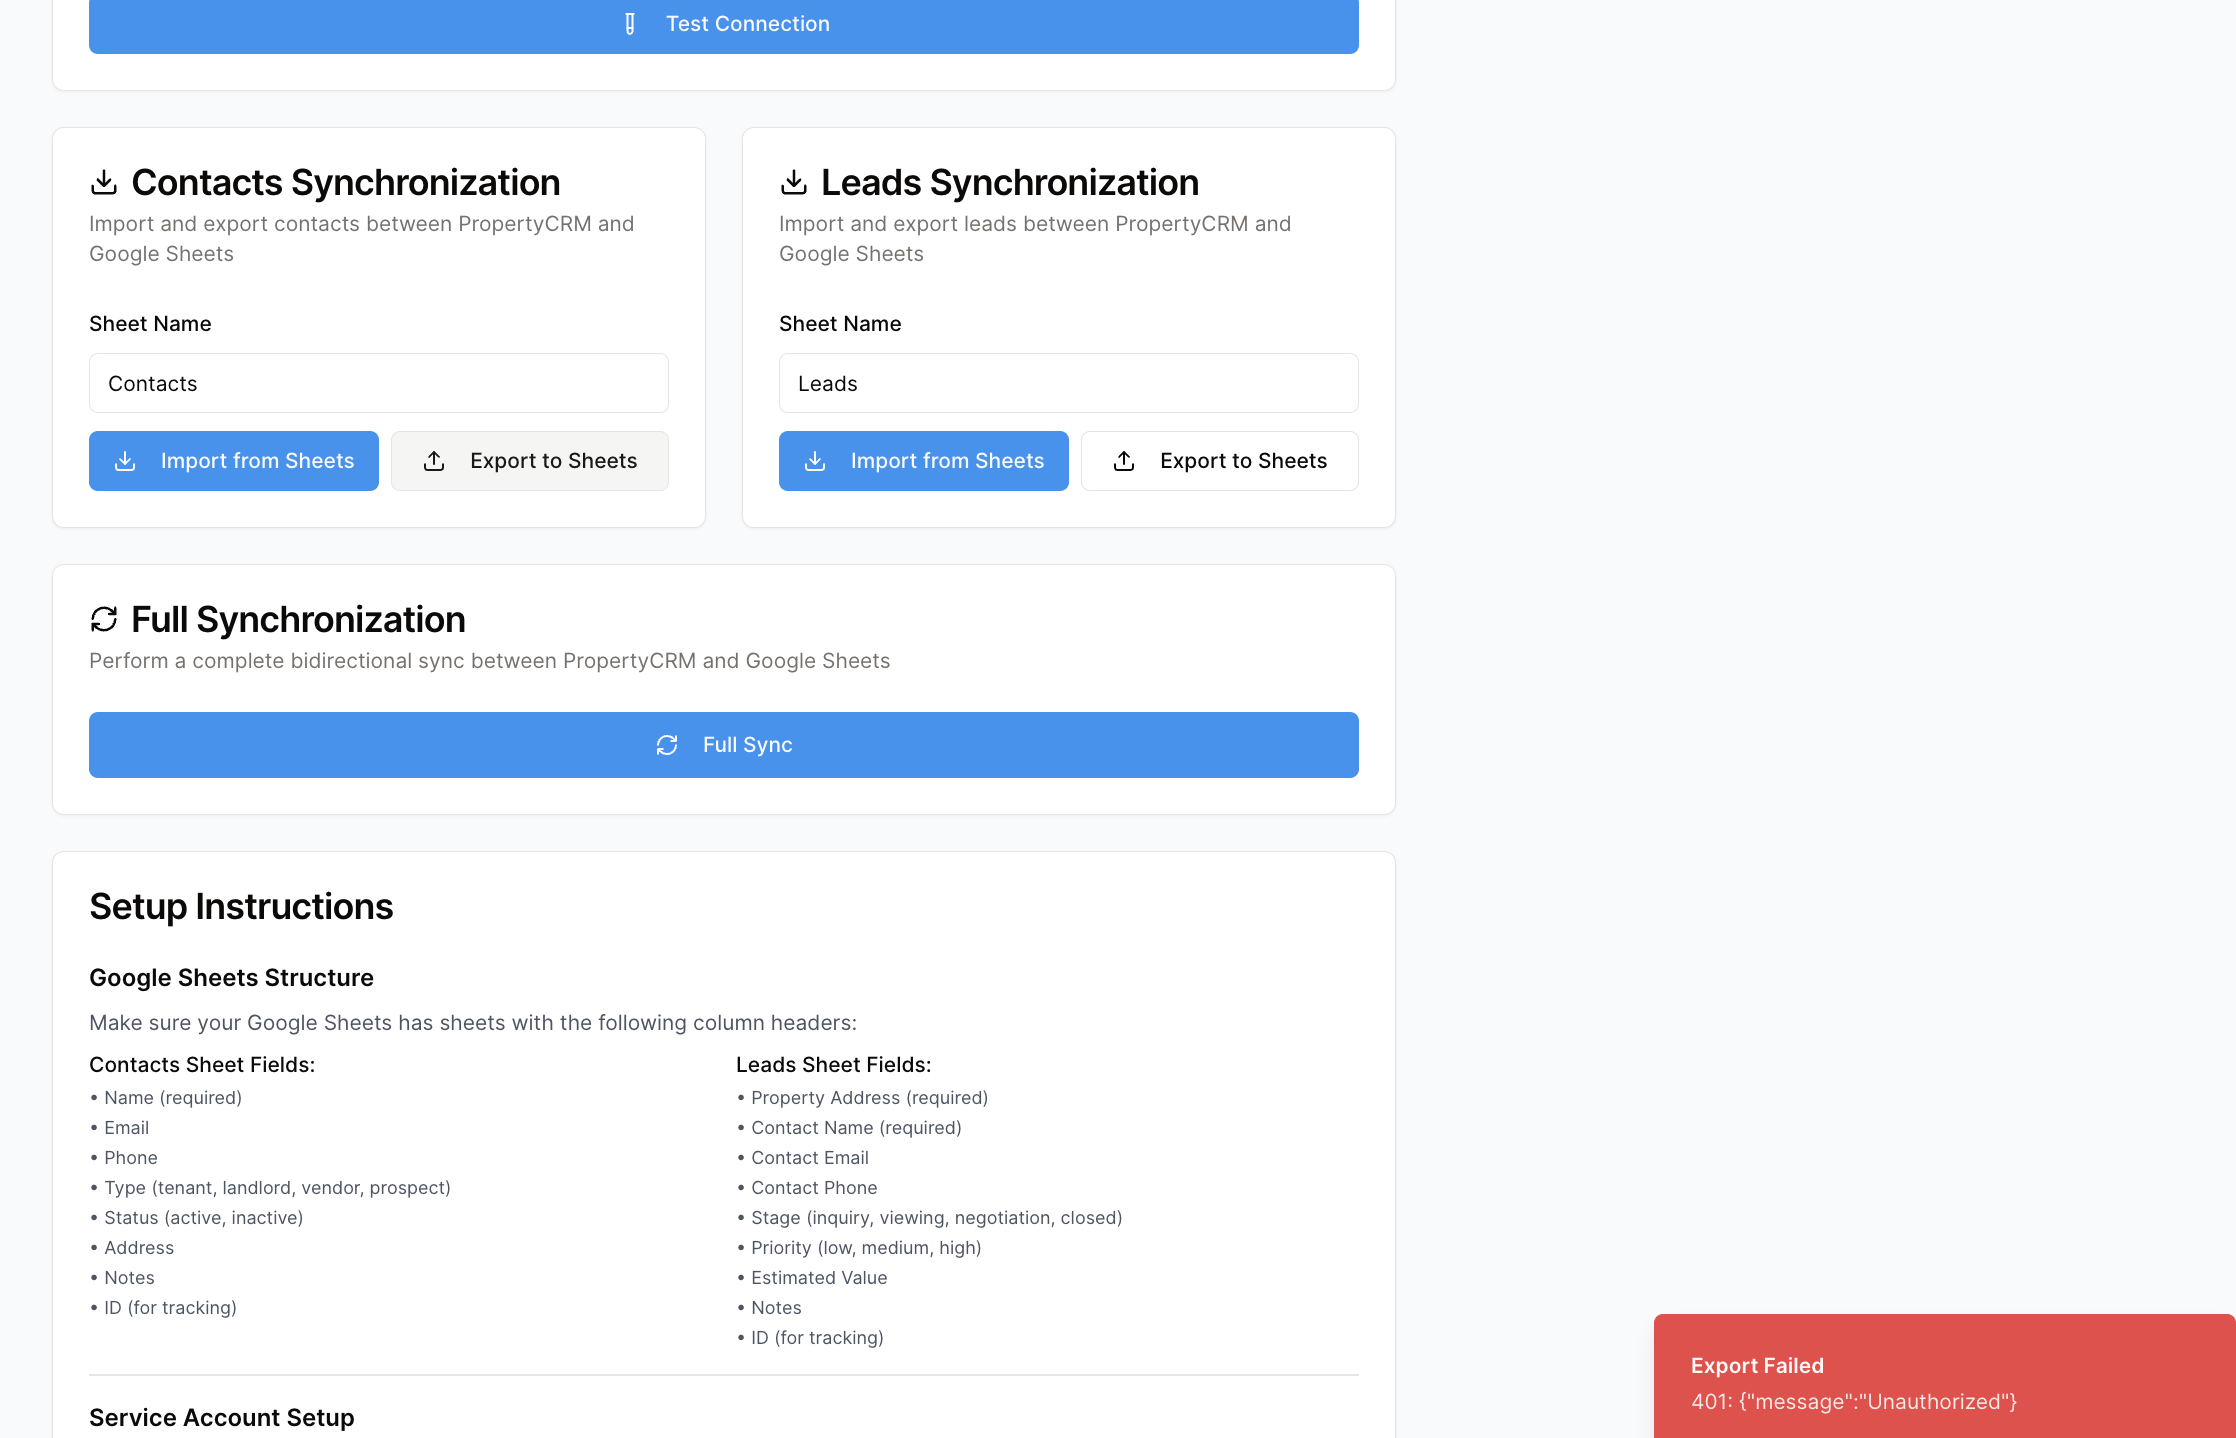 Test Connection
Contacts Synchronization
Import and export contacts between PropertyCRM and
Google Sheets
Sheet Name
Contacts
Import from Sheets
Export to Sheets
Leads Synchronization
Import and export leads between PropertyCRM and
Google Sheets
Sheet Name
Leads
Import from Sheets
Export to Sheets
Full Synchronization
Perform a complete bidirectional sync between PropertyCRM and Google Sheets
Full Sync
Setup Instructions
Google Sheets Structure
Make sure your Google Sheets has sheets with the following column headers:
Contacts Sheet Fields:
• Name (required)
• Email
• Phone
• Type (tenant, landlord, vendor, prospect)
• Status (active, inactive)
• Address
• Notes
• ID (for tracking)
Leads Sheet Fields:
• Property Address (required)
• Contact Name (required)
• Contact Email
• Contact Phone
• Stage (inquiry, viewing, negotiation, closed)
• Priority (low, medium, high)
• Estimated Value
• Notes
• ID (for tracking)
Service Account Setup
Export Failed
401: {"message":"Unauthorized"}